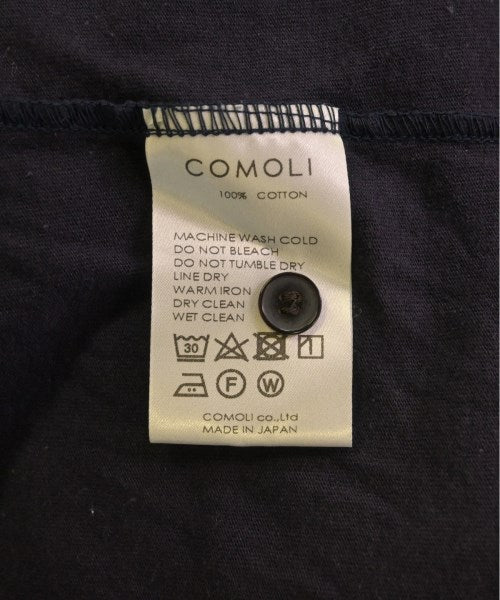 COMOLI
100% COTTON
MACHINE WASH COLD
DO NOT BLEACH
DO NOT TUMBLE DRY
LINE DRY
WARM IRON
DRY CLEAN
WET CLEAN
30
F W
COMOLI co.,Ltd
MADE IN JAPAN